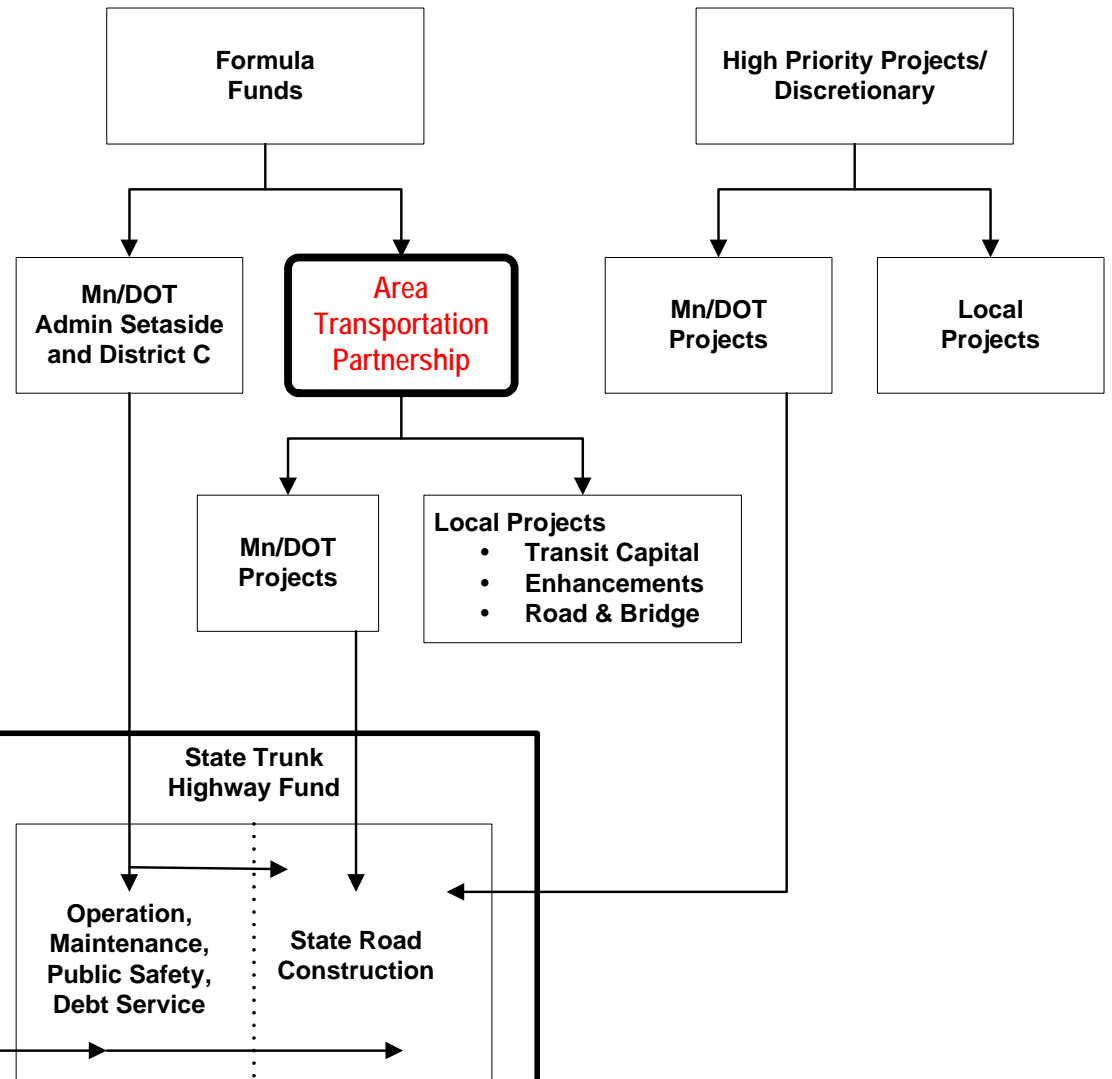 Formula
Funds
High Priority Projects/
Discretionary
Mn/DOT
Admin Setaside
and District C
Area
Transportation
Partnership
Mn/DOT
Projects
Local
Projects
Mn/DOT
Projects
Local Projects
• Transit Capital
• Enhancements
• Road & Bridge
State Trunk
Highway Fund
Operation,
Maintenance,
Public Safety,
Debt Service
State Road
Construction